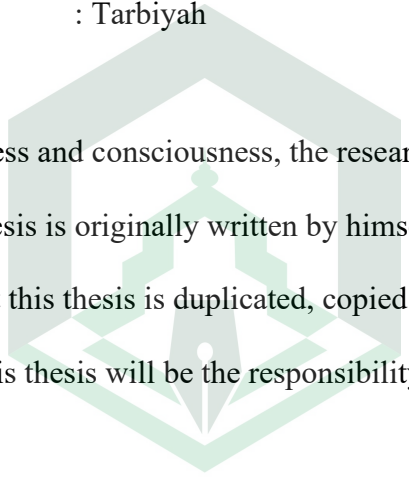 : Tarbiyah
ess and consciousness, the resear
esis is originally written by hims
this thesis is duplicated, copied
is thesis will be the responsibility